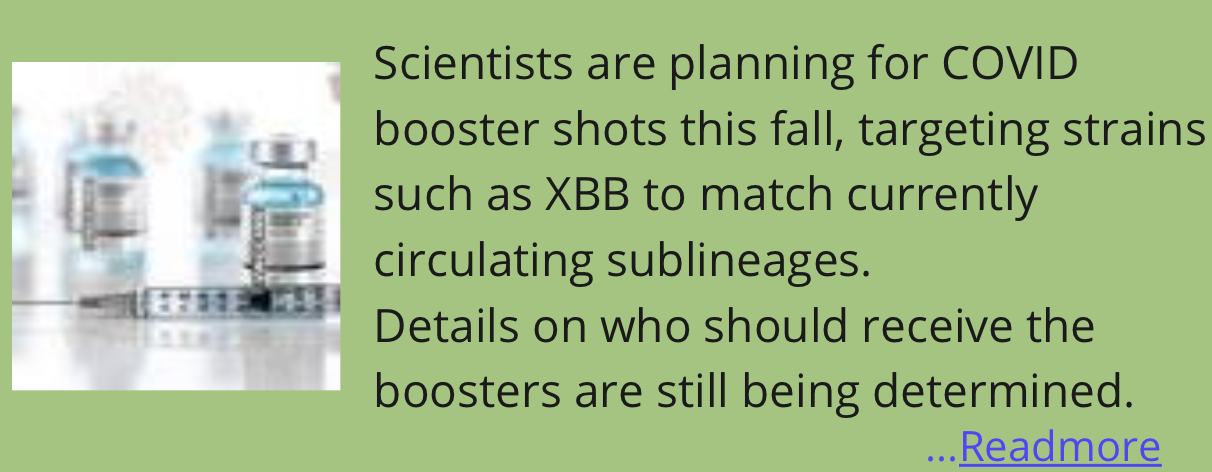 Scientists are planning for COVID
booster shots this fall, targeting strains
such as XBB to match currently
circulating sublineages.
Details on who should receive the
boosters are still being determined.
...Readmore